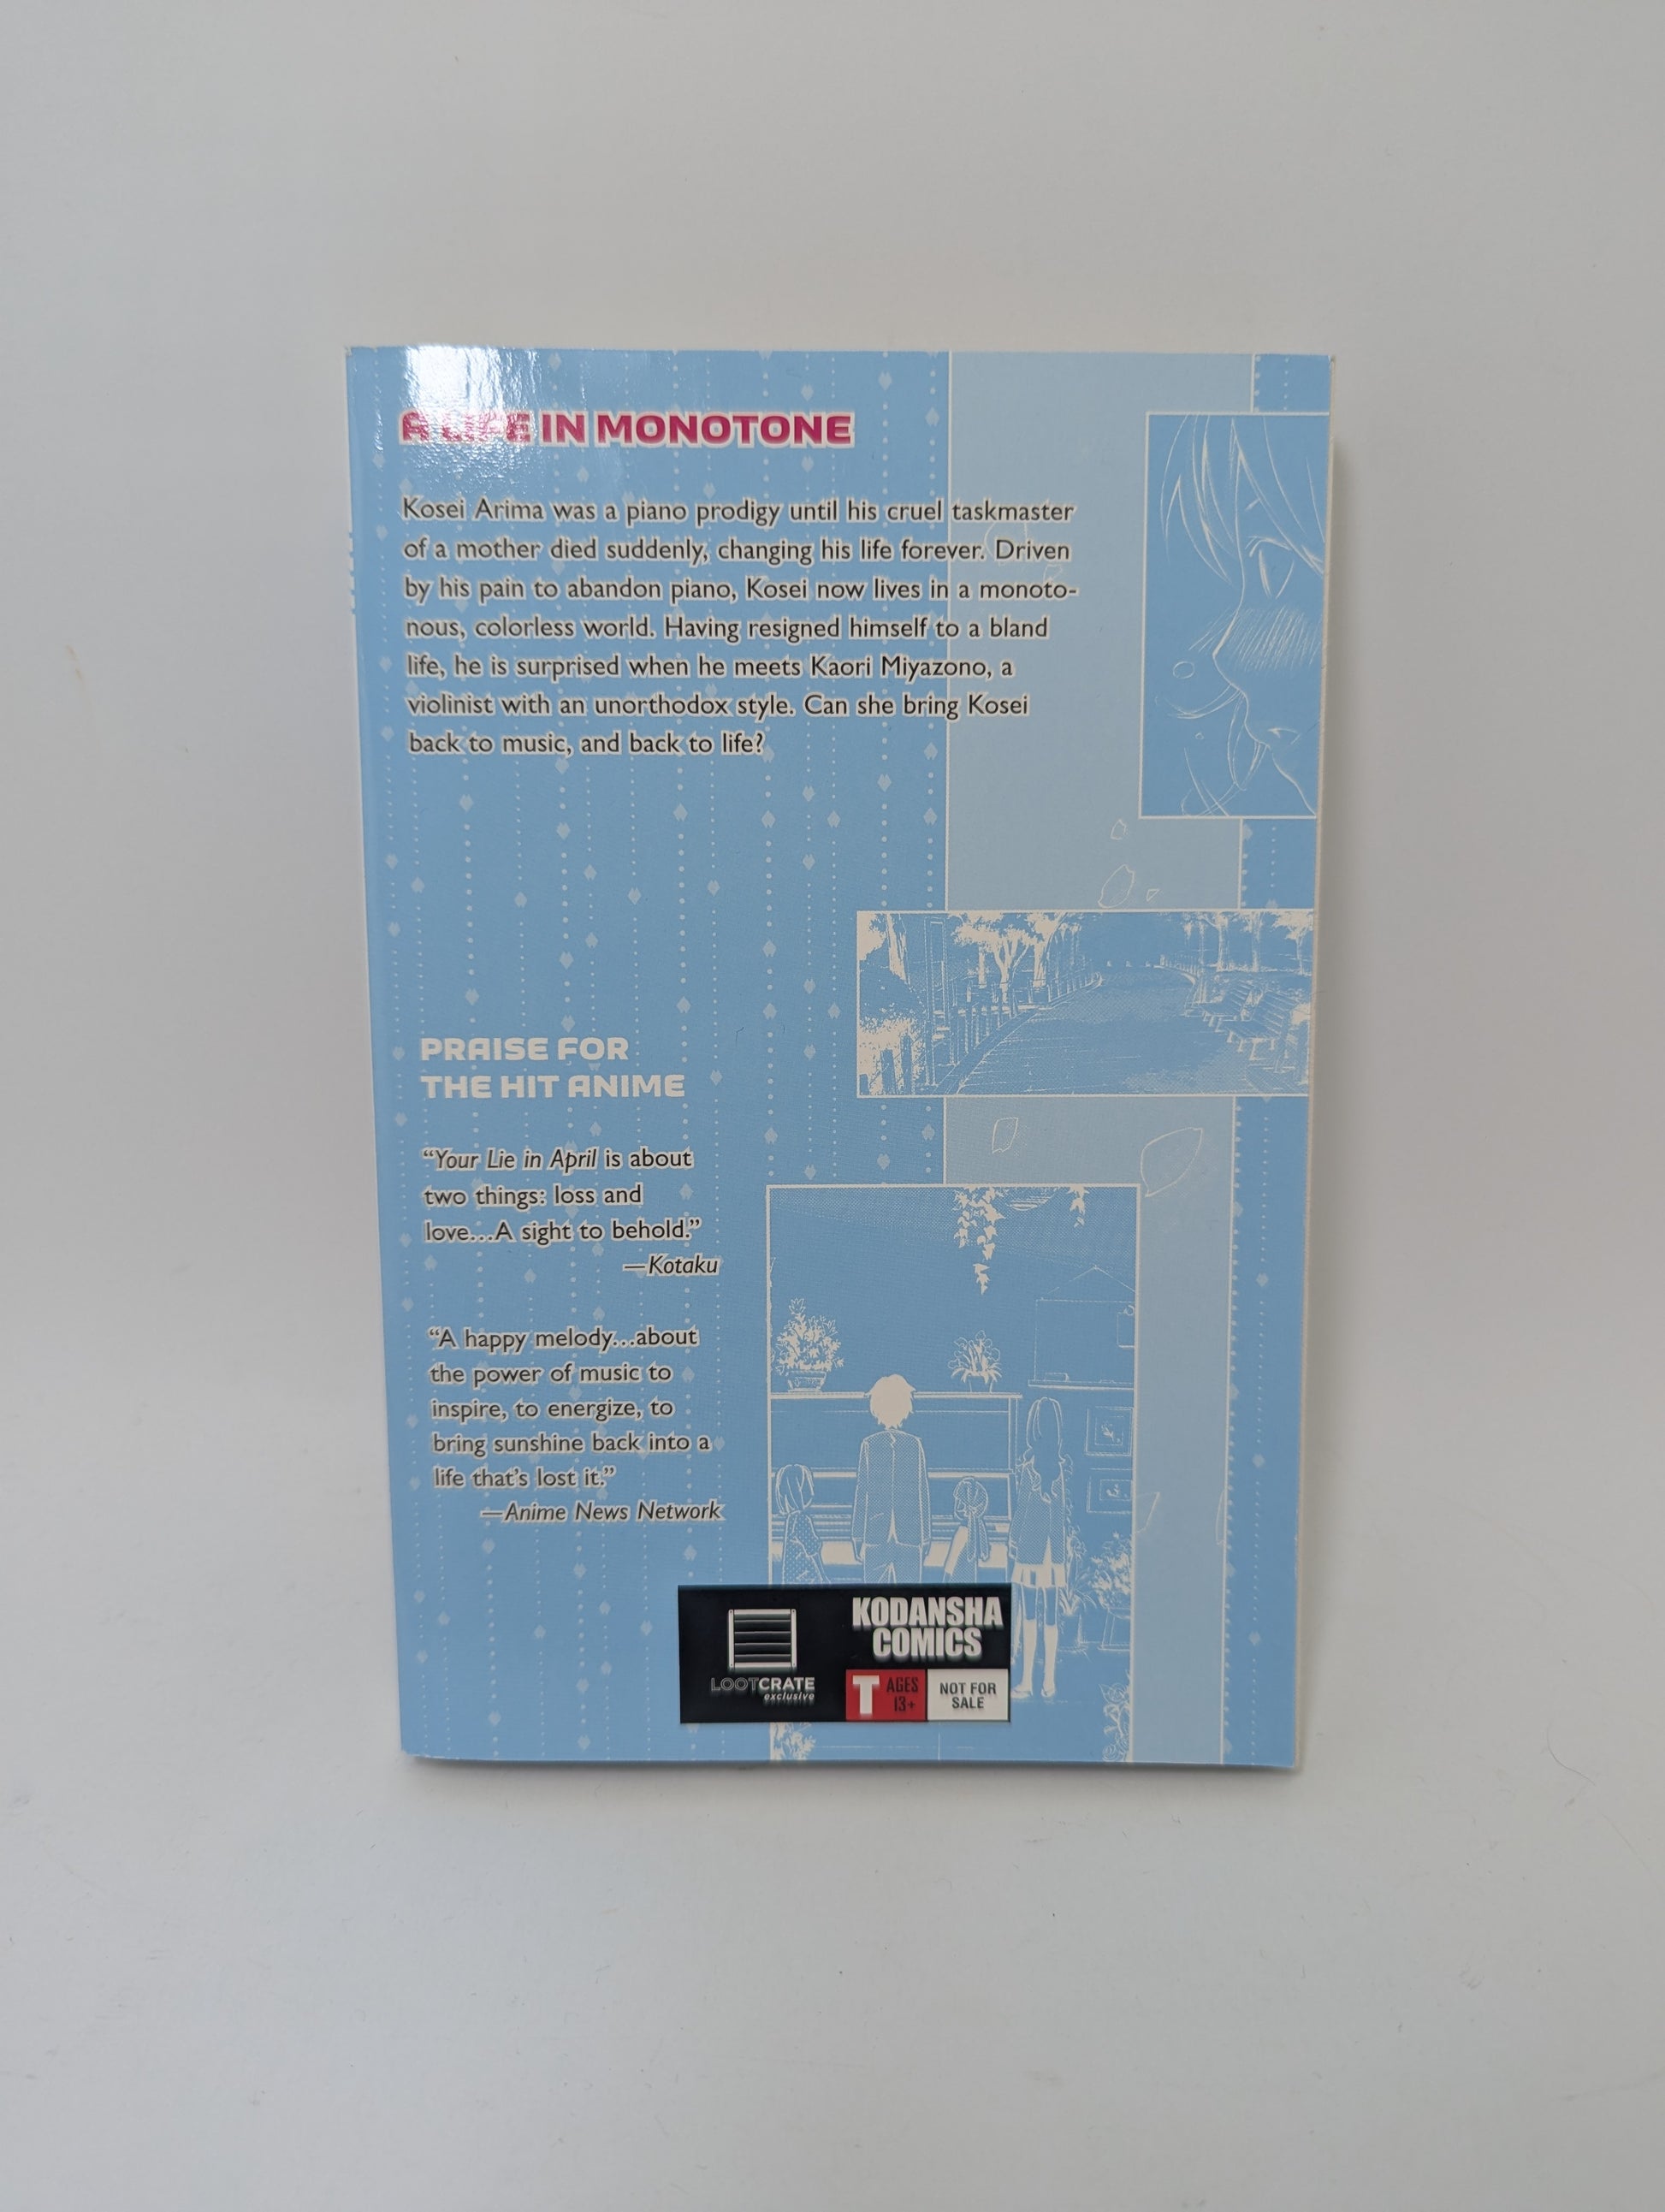 A LIFE IN MONOTONE
Kosei Arima was a piano prodigy until his cruel taskmaster
of a mother died suddenly, changing his life forever. Driven
by his pain to abandon piano, Kosei now lives in a monoto-
nous, colorless world. Having resigned himself to a bland
life, he is surprised when he meets Kaori Miyazono, a
violinist with an unorthodox style. Can she bring Kosei
back to music, and back to life?
PRAISE FOR
THE HIT ANIME
“Your Lie in April is about
two things: loss and
love...A sight to behold.”
—Kotaku
“A happy melody...about
the power of music to
inspire, to energize, to
bring sunshine back into a
life that's lost it.”
—Anime News Network
LOOTCRATE
exclusive
KODANSHA
COMICS
T AGES
13+
NOT FOR
SALE